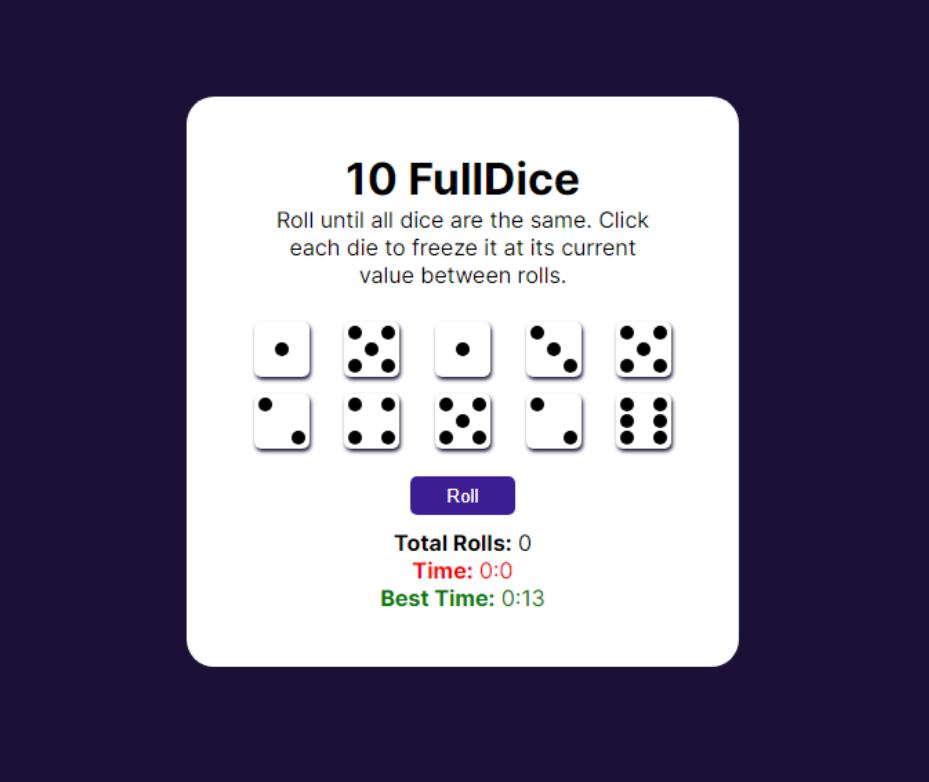 10 FullDice
Roll until all dice are the same. Click
each die to freeze it at its current
value between rolls.
Roll
Total Rolls: 0
Time: 0:0
Best Time: 0:13